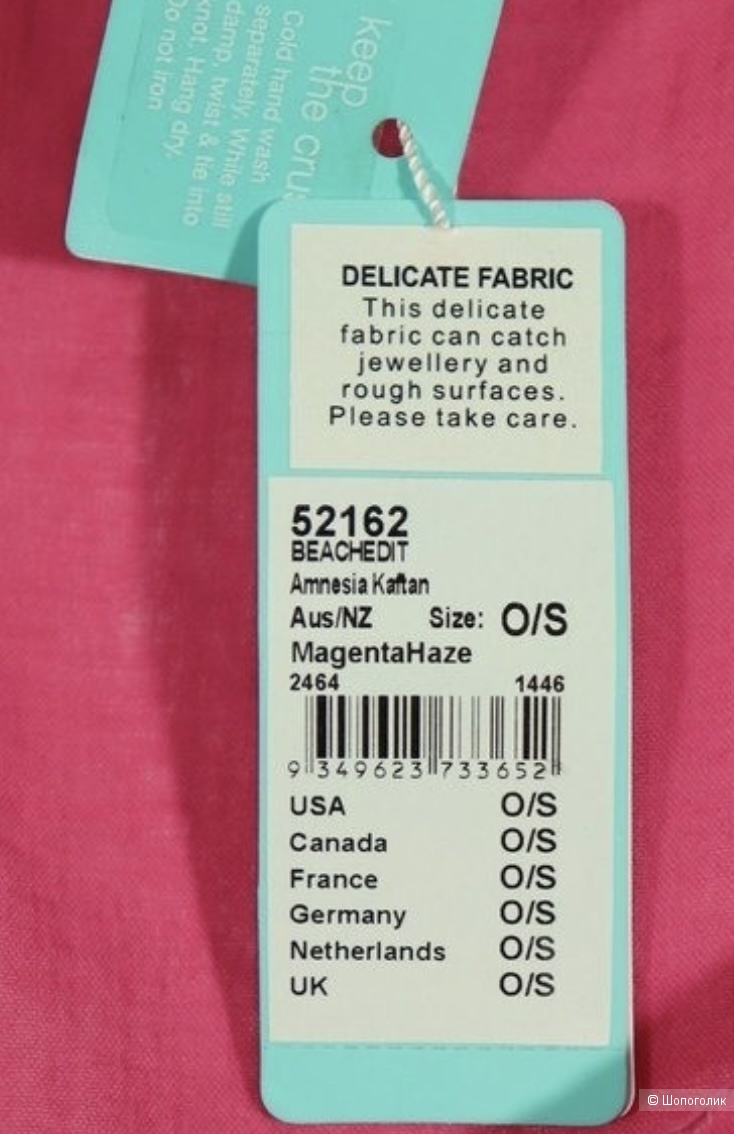 keep
the crus
Cold hand wash
separately. While still
damp, twist & tie into
knot. Hang dry.
Do not iron
DELICATE FABRIC
This delicate
fabric can catch
jewellery and
rough surfaces.
Please take care.
52162
BEACHEDIT
Amnesia Kaftan
Aus/NZ Size: O/S
MagentaHaze
2464 1446
9 349623 733652
USA O/S
Canada O/S
France O/S
Germany O/S
Netherlands O/S
UK O/S
© Шопоголик